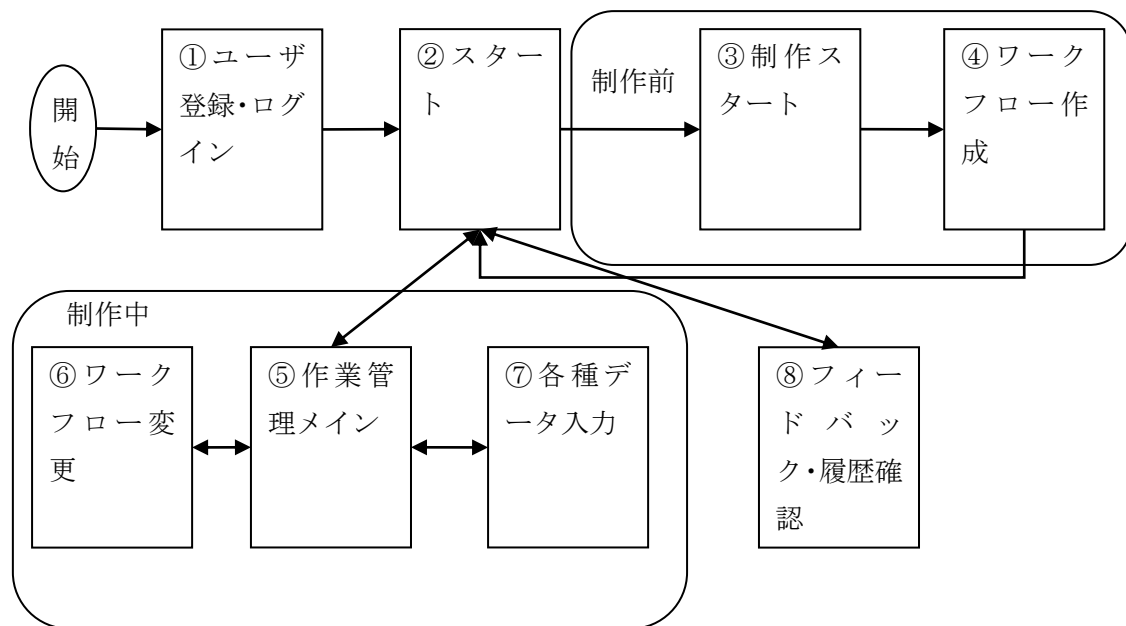 開
始
①ユーザ
登録・ログ
イン
②スター
ト
制作前
③制作ス
タート
④ワーク
フロー作
成
制作中
⑥ワーク
フロー変
更
⑤作業管
理メイン
⑦各種デ
ータ入力
⑧フィー
ドバッ
ク・履歴確
認